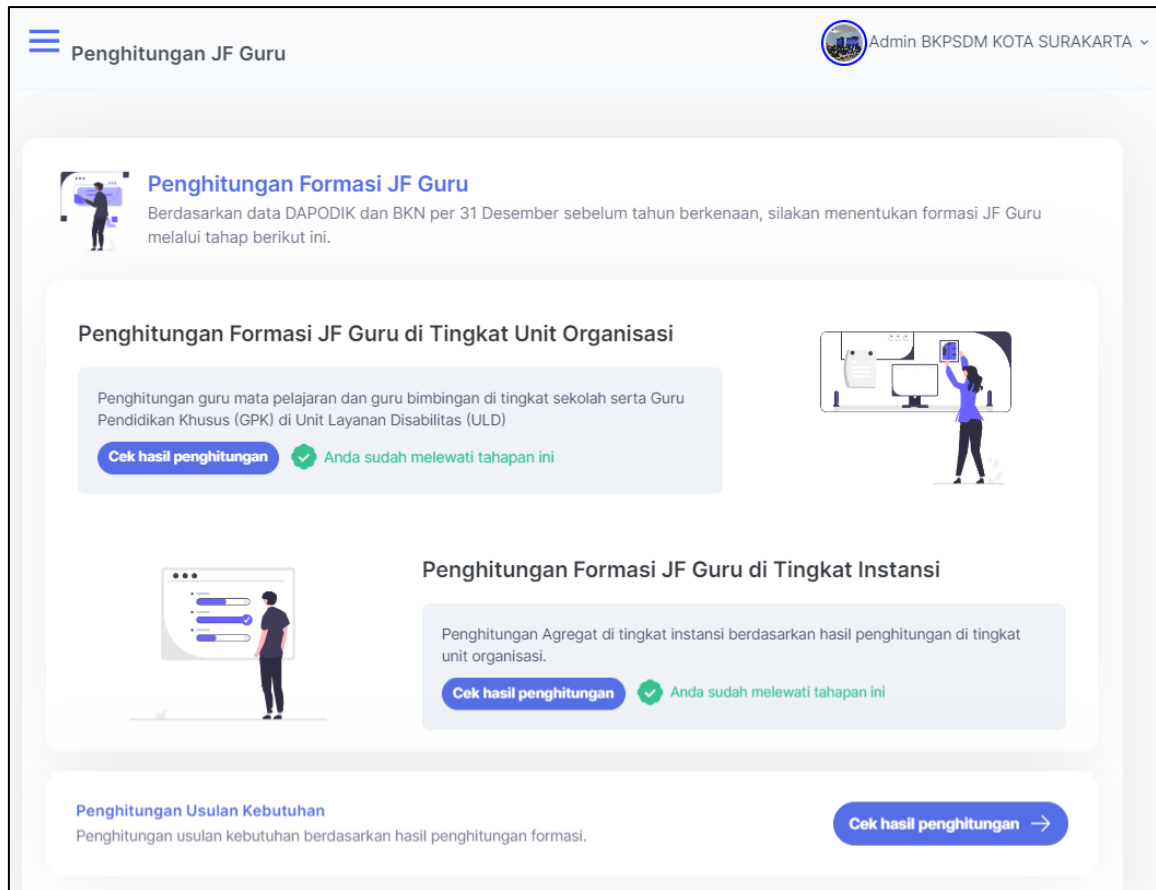 Penghitungan JF Guru
Admin BKPSDM KOTA SURAKARTA
Penghitungan Formasi JF Guru
Berdasarkan data DAPODIK dan BKN per 31 Desember sebelum tahun berkenaan, silakan menentukan formasi JF Guru
melalui tahap berikut ini.
Penghitungan Formasi JF Guru di Tingkat Unit Organisasi
Penghitungan guru mata pelajaran dan guru bimbingan di tingkat sekolah serta Guru
Pendidikan Khusus (GPK) di Unit Layanan Disabilitas (ULD)
Cek hasil penghitungan
Anda sudah melewati tahapan ini
Penghitungan Formasi JF Guru di Tingkat Instansi
Penghitungan Agregat di tingkat instansi berdasarkan hasil penghitungan di tingkat
unit organisasi.
Cek hasil penghitungan
Anda sudah melewati tahapan ini
Penghitungan Usulan Kebutuhan
Penghitungan usulan kebutuhan berdasarkan hasil penghitungan formasi.
Cek hasil penghitungan →